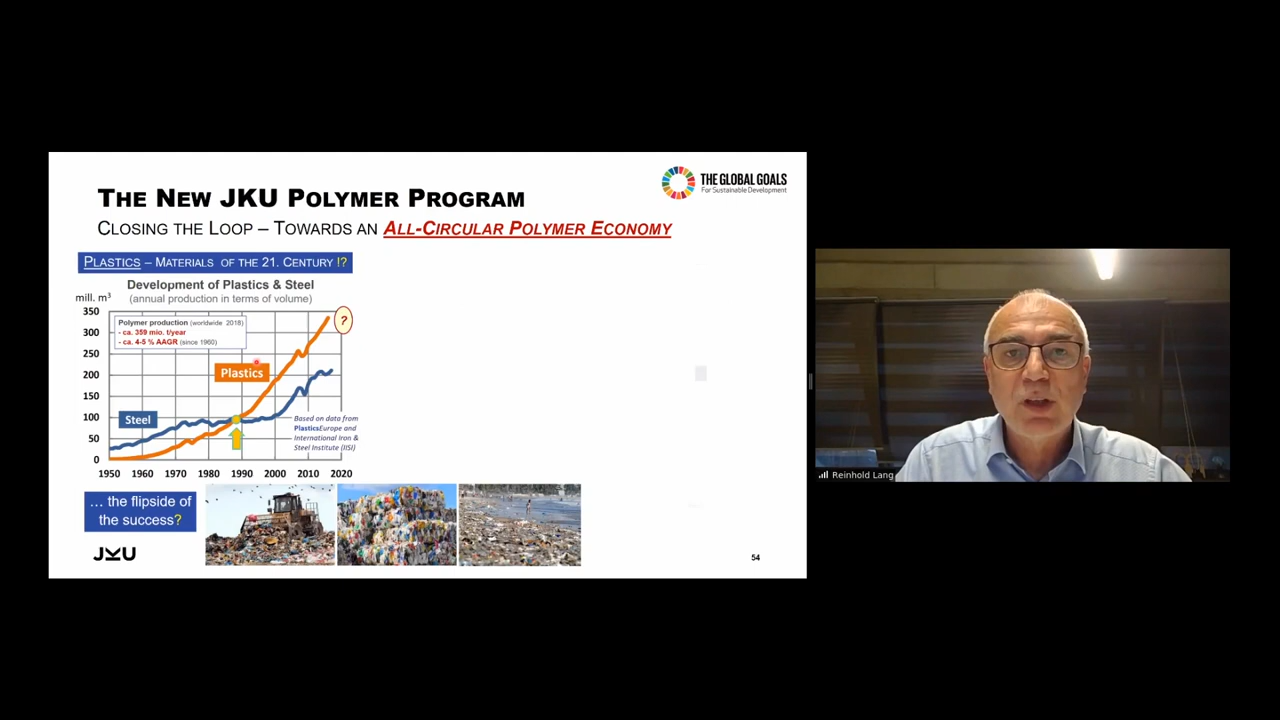 THE NEW JKU POLYMER PROGRAM
THE GLOBAL GOALS
For Sustainable Development
CLOSING THE LOOP – TOWARDS AN ALL-CIRCULAR POLYMER ECONOMY
PLASTICS – MATERIALS OF THE 21. CENTURY !?
Development of Plastics & Steel
(annual production in terms of volume)
mill. m³
350
300
250
200
150
100
50
0
Polymer production (worldwide 2018)
- ca. 359 mio. t/year
- ca. 4-5 % AAGR (since 1960)
?
Plastics
Steel
Based on data from
PlasticsEurope and
International Iron &
Steel Institute (IISI)
1950 1960 1970 1980 1990 2000 2010 2020
... the flipside of
the success?
JKU
54
Reinhold Lang